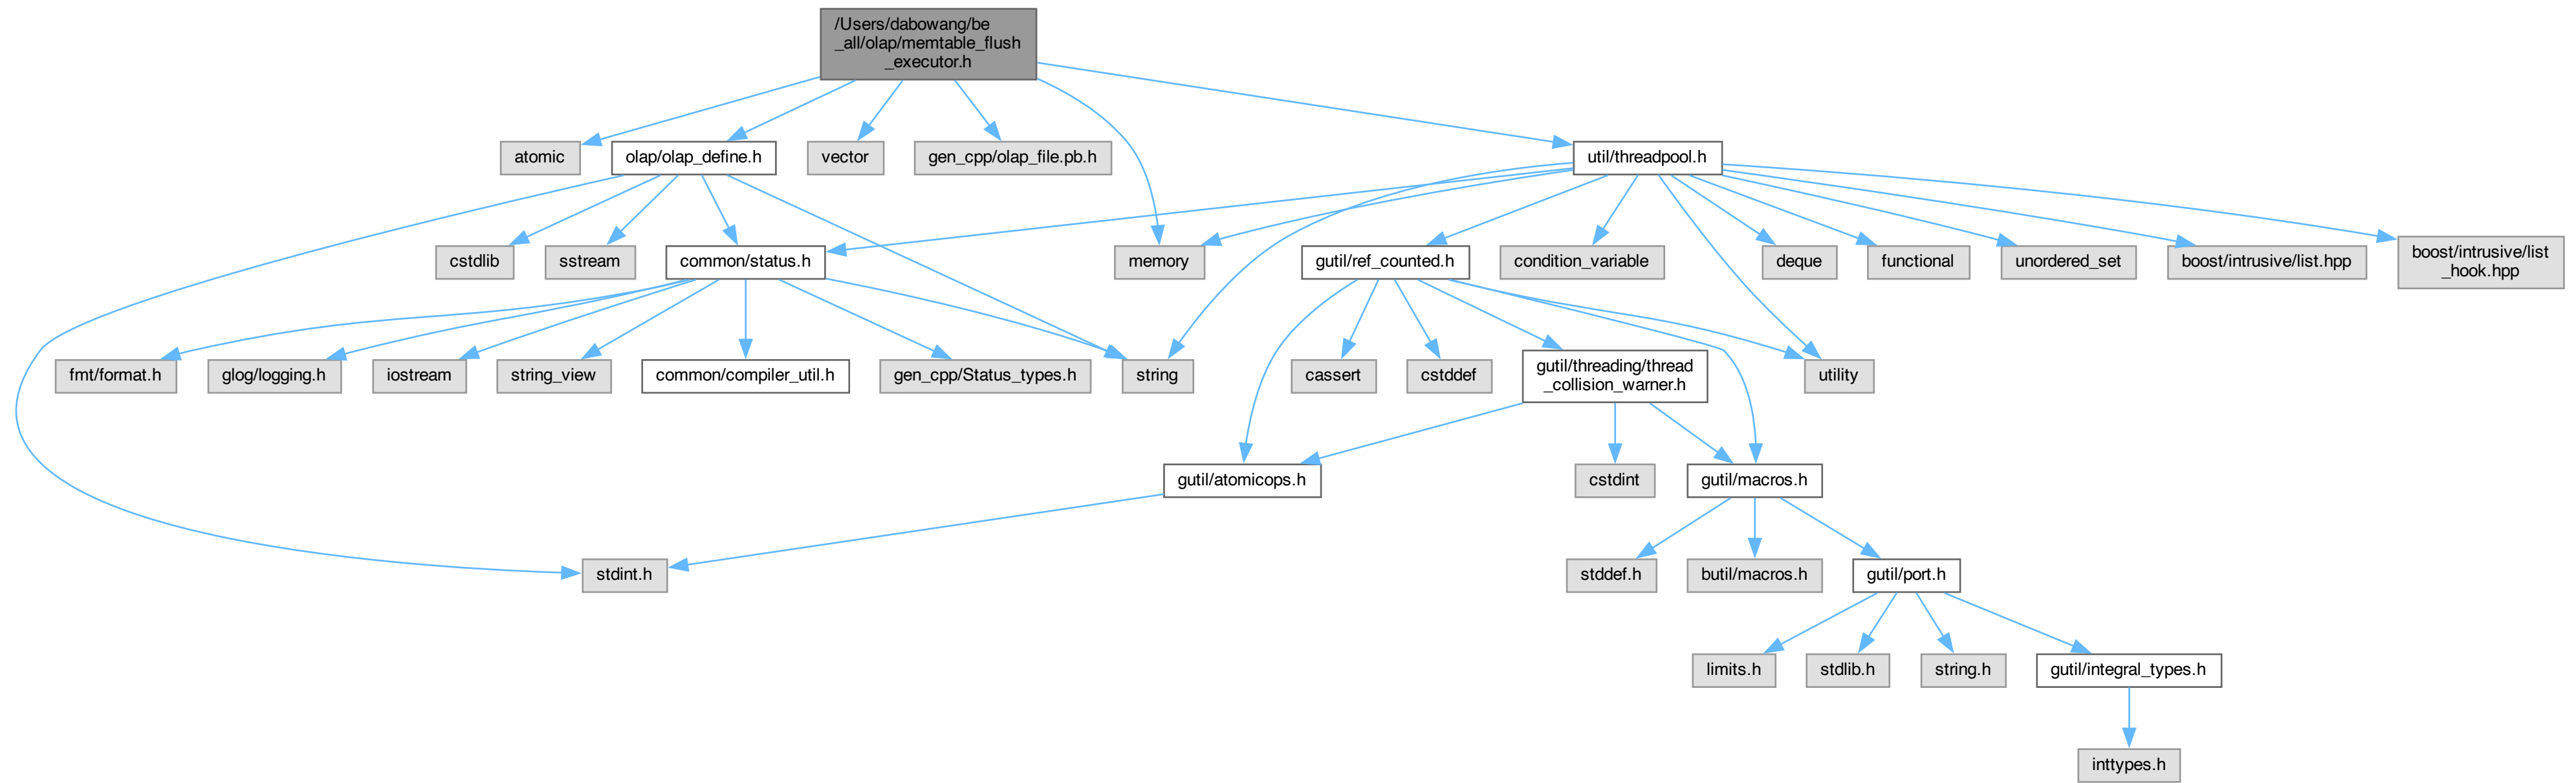 /Users/dabowang/be
_all/olap/memtable_flush
_executor.h
atomic
olap/olap_define.h
vector
gen_cpp/olap_file.pb.h
util/threadpool.h
cstdlib
sstream
common/status.h
memory
gutil/ref_counted.h
condition_variable
deque
functional
unordered_set
boost/intrusive/list.hpp
boost/intrusive/list
_hook.hpp
fmt/format.h
glog/logging.h
iostream
string_view
common/compiler_util.h
gen_cpp/Status_types.h
string
cassert
cstddef
gutil/threading/thread
_collision_warner.h
utility
gutil/atomicops.h
cstdint
gutil/macros.h
stdint.h
stddef.h
butil/macros.h
gutil/port.h
limits.h
stdlib.h
string.h
gutil/integral_types.h
inttypes.h